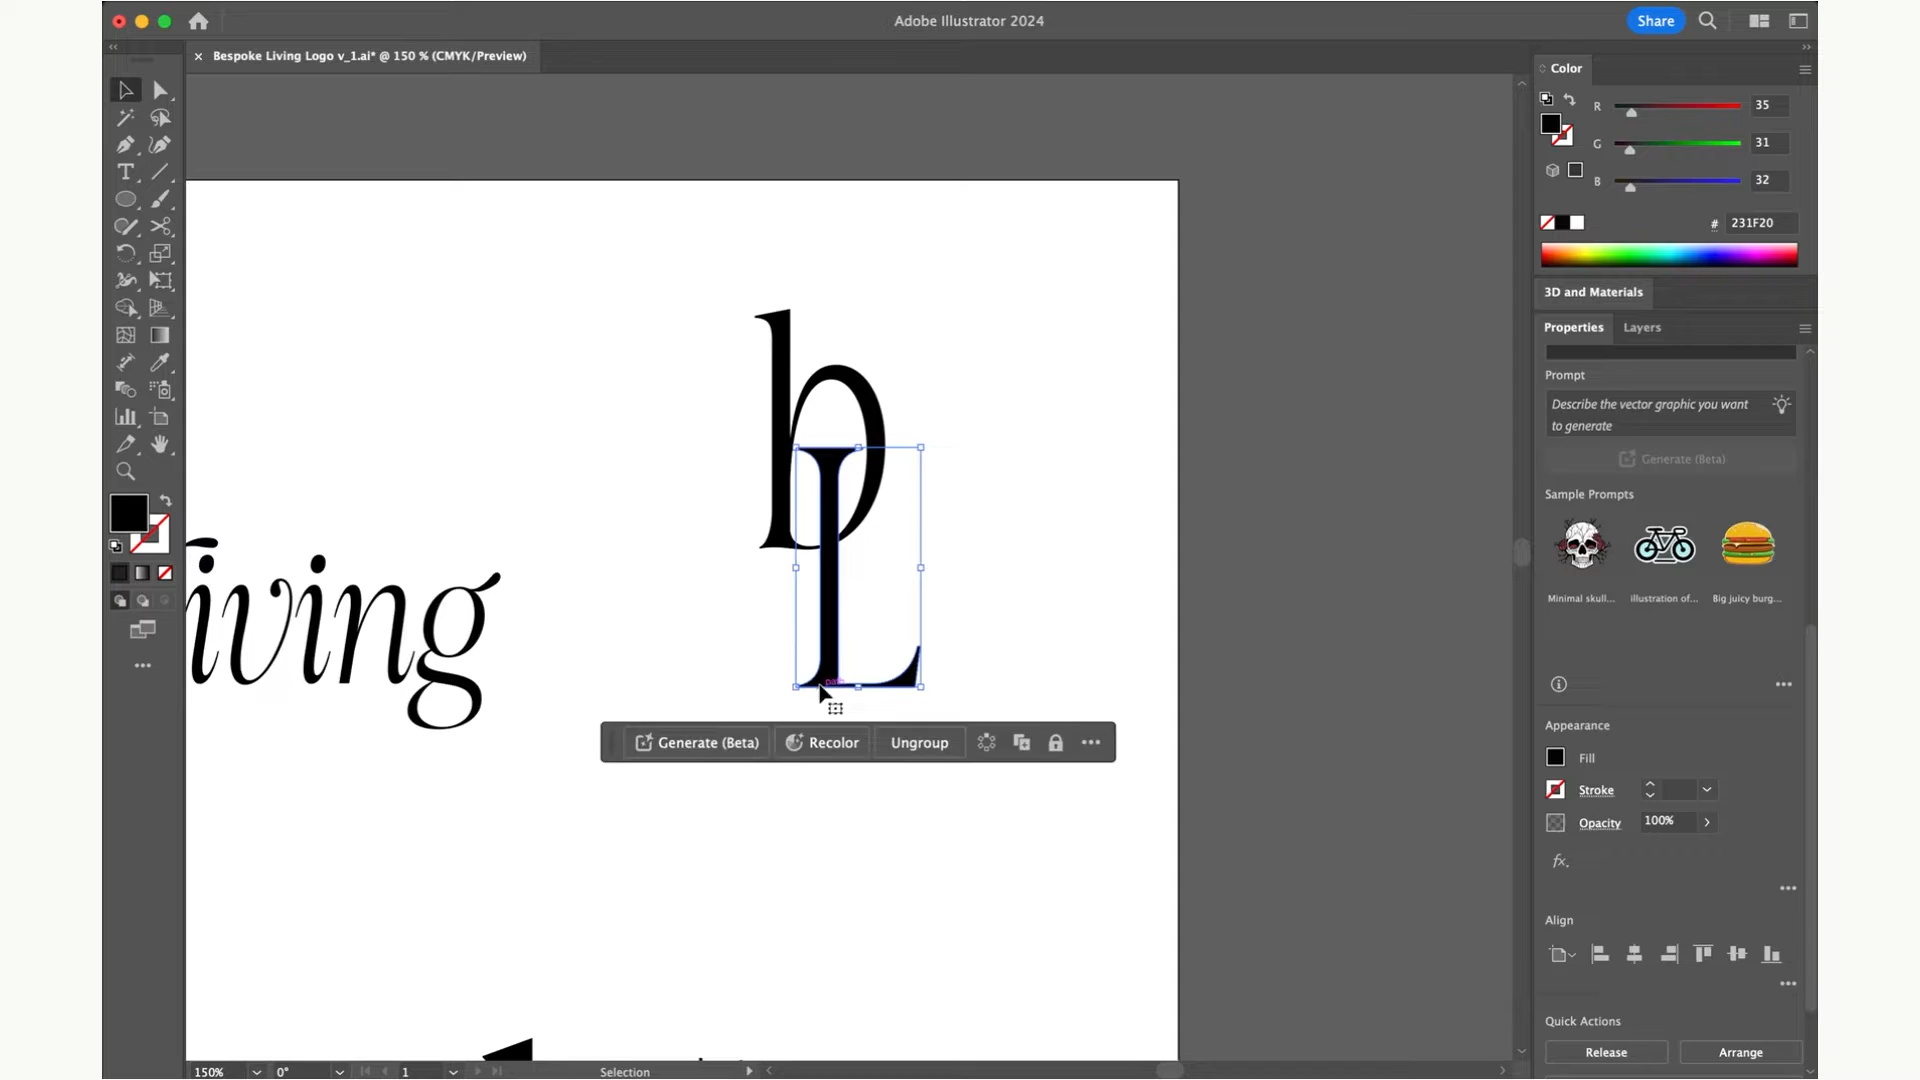 Adobe Illustrator 2024
Share
Bespoke Living Logo v_1.ai* @ 150 % (CMYK/Preview)
Color
R 35
G 31
B 32
# 231F20
3D and Materials
Properties Layers
Prompt
Describe the vector graphic you want
to generate
Generate (Beta)
Sample Prompts
Minimal skull... illustration of... Big juicy burg...
b
L
path
living
Generate (Beta) Recolor Ungroup
Appearance
Fill
Stroke
Opacity 100%
fx.
Align
Quick Actions
Release Arrange
150% 0° 1 Selection